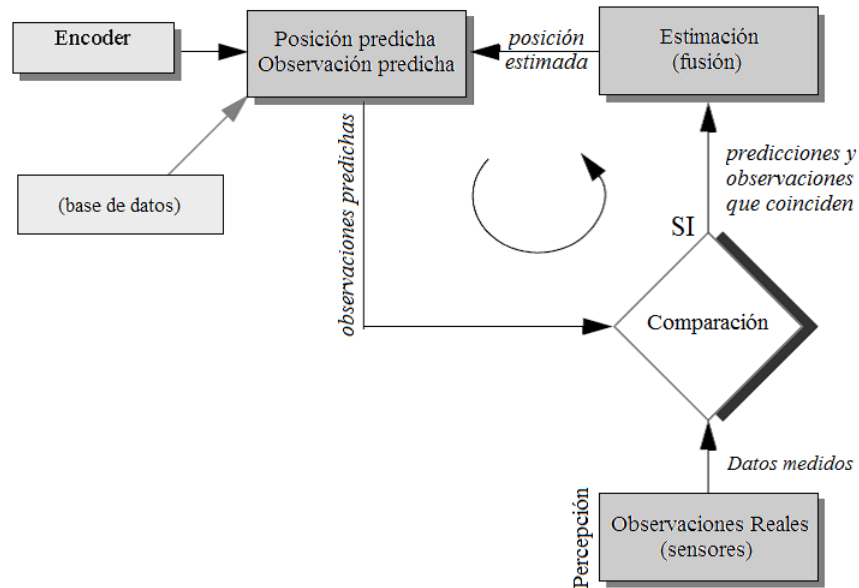 Encoder
Posición predicha
Observación predicha
posición
estimada
Estimación
(fusión)
(base de datos)
observaciones predichas
predicciones y
observaciones
que coinciden
SI
Comparación
Datos medidos
Percepción
Observaciones Reales
(sensores)